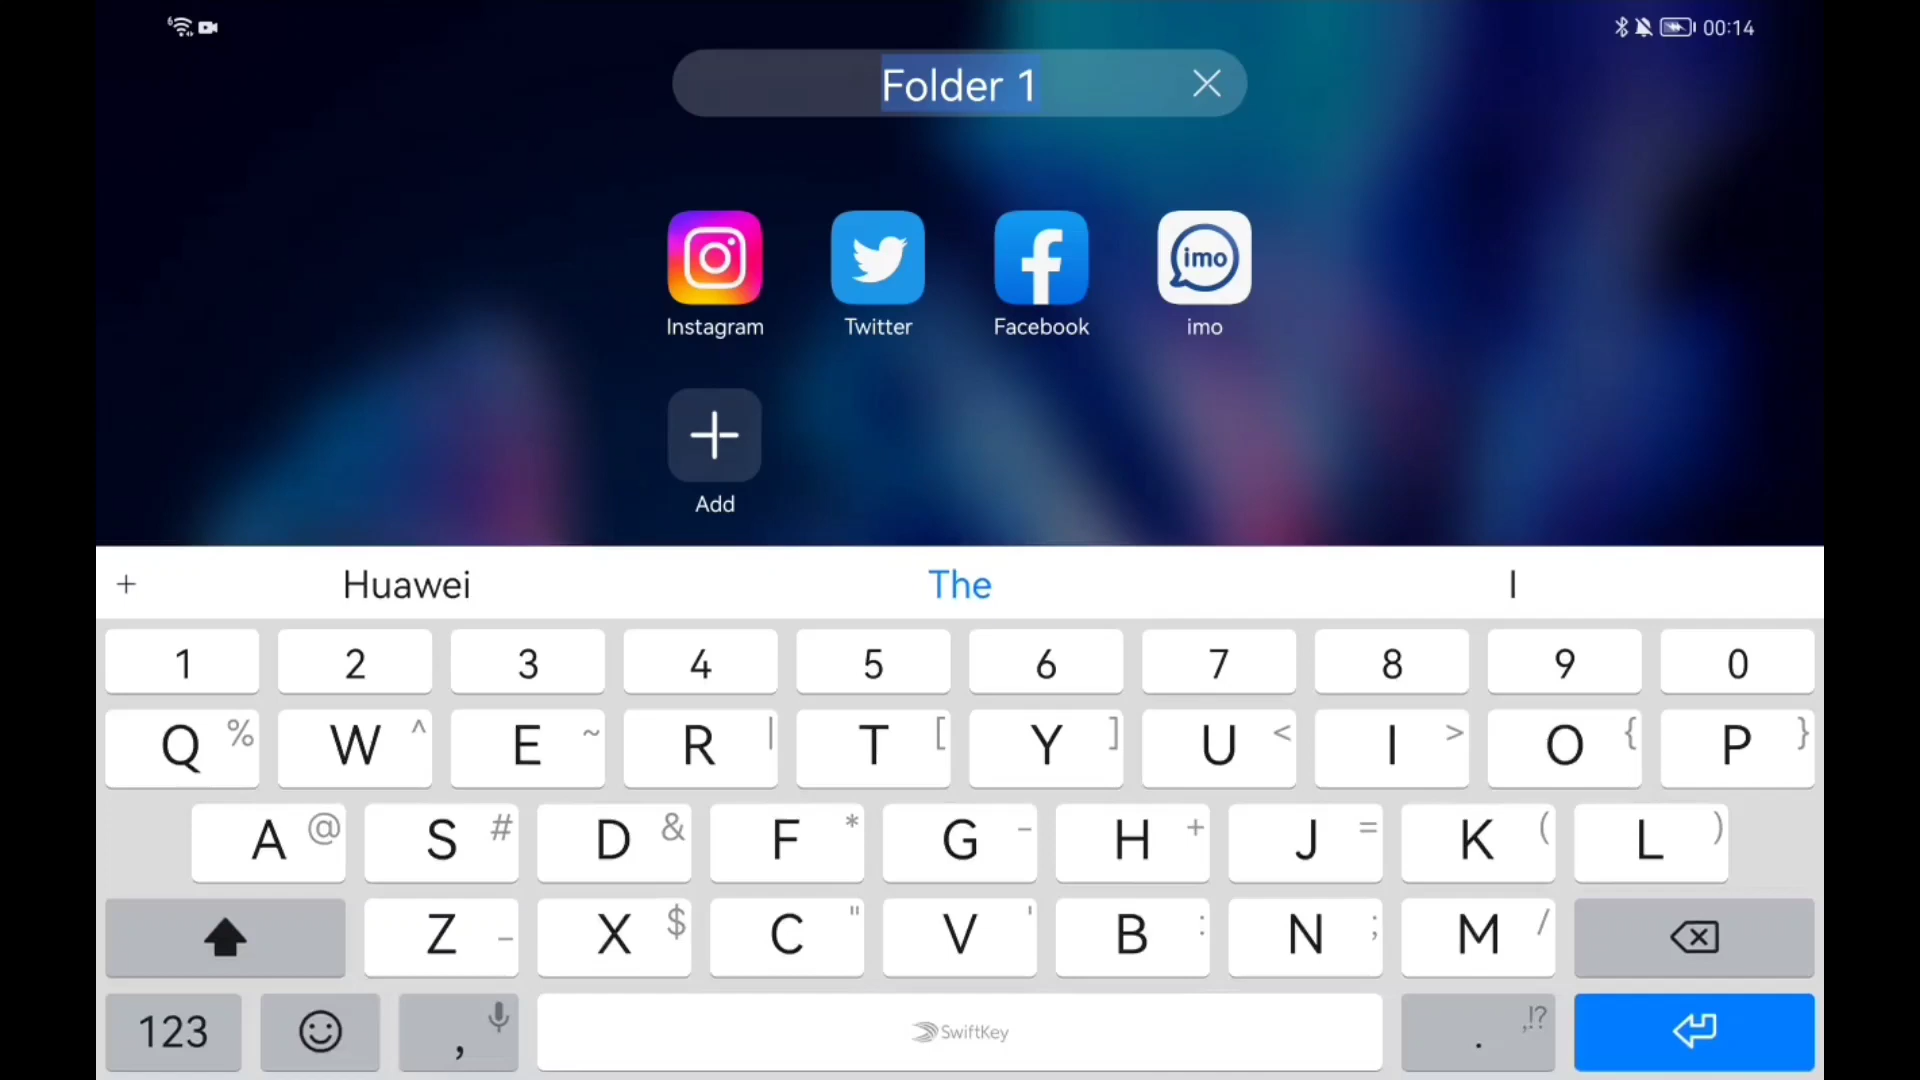 00:14
Folder 1
imo
Instagram Twitter Facebook imo
Add
+ Huawei The I
1 2 3 4 5 6 7 8 9 0
Q % W ^ E ~ R | T [ Y ] U < I > O { P }
A @ S # D & F * G - H + J = K ( L )
Z _ X $ C " V ' B : N ; M /
123 , SwiftKey . ,!?